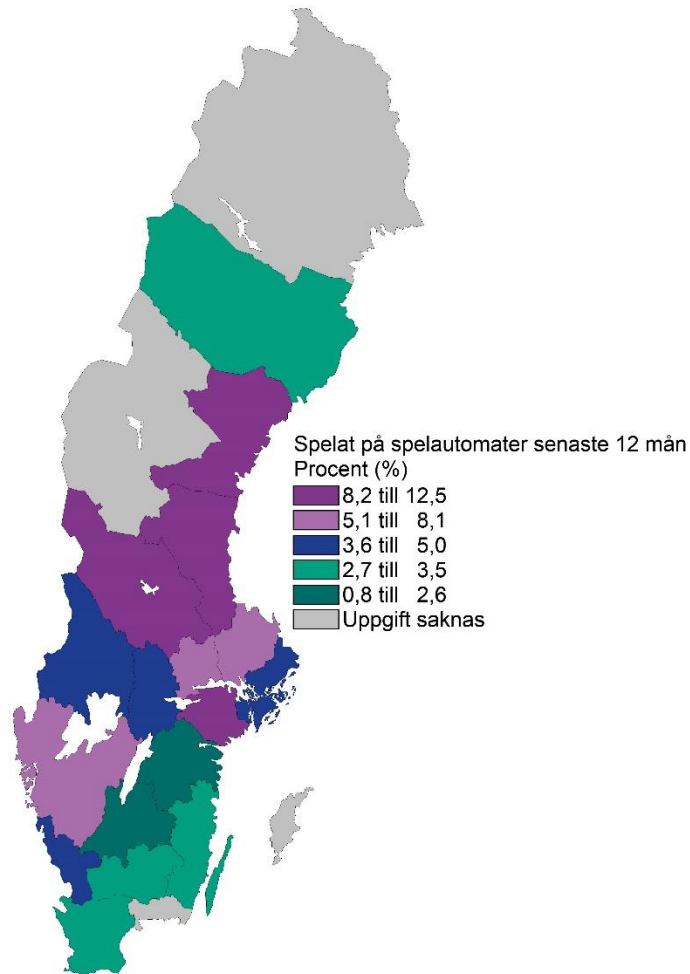 Spelat på spelautomater senaste 12 mån
Procent (%)
8,2 till 12,5
5,1 till 8,1
3,6 till 5,0
2,7 till 3,5
0,8 till 2,6
Uppgift saknas